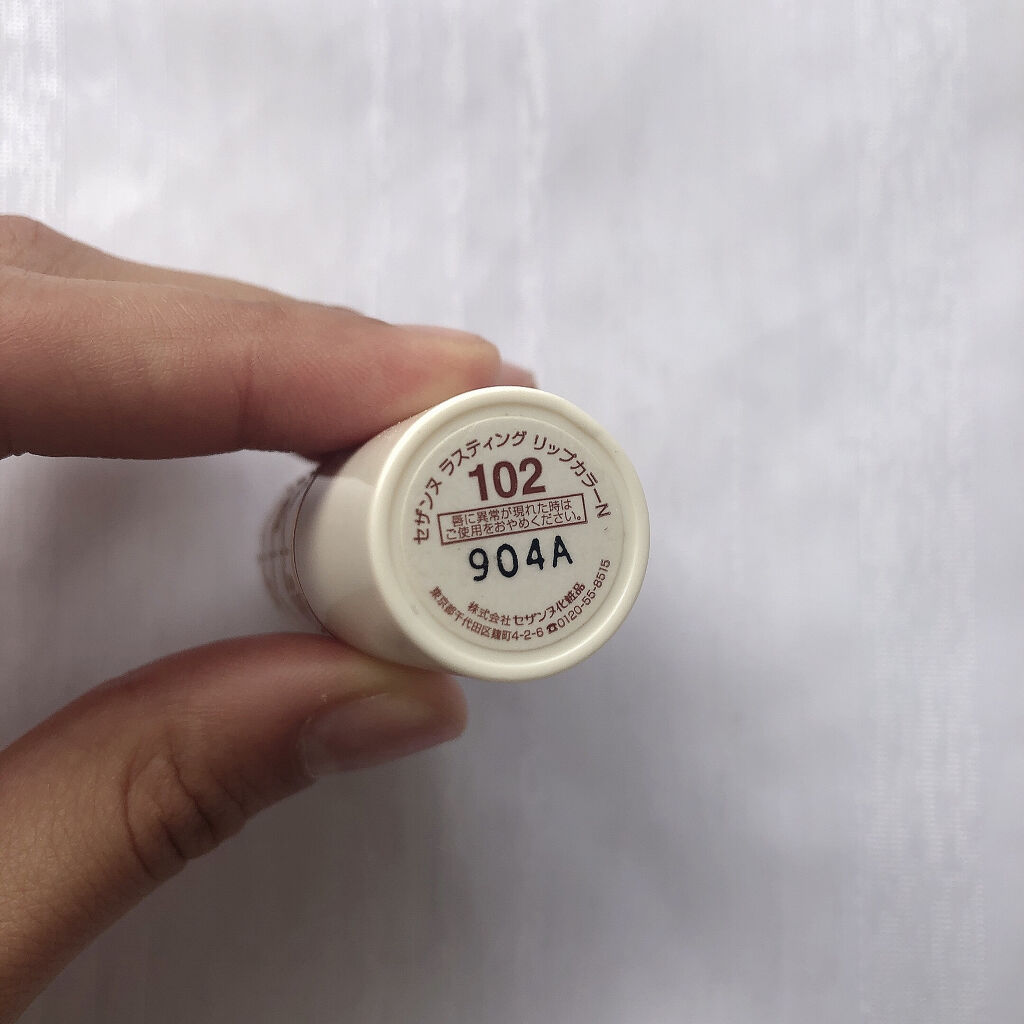 セザンヌ ラスティング リップカラーN
102
唇に異常が現れた時は
ご使用をおやめください。
904A
株式会社セザンヌ化粧品
東京都千代田区麹町4-2-6 ☎0120-55-8515